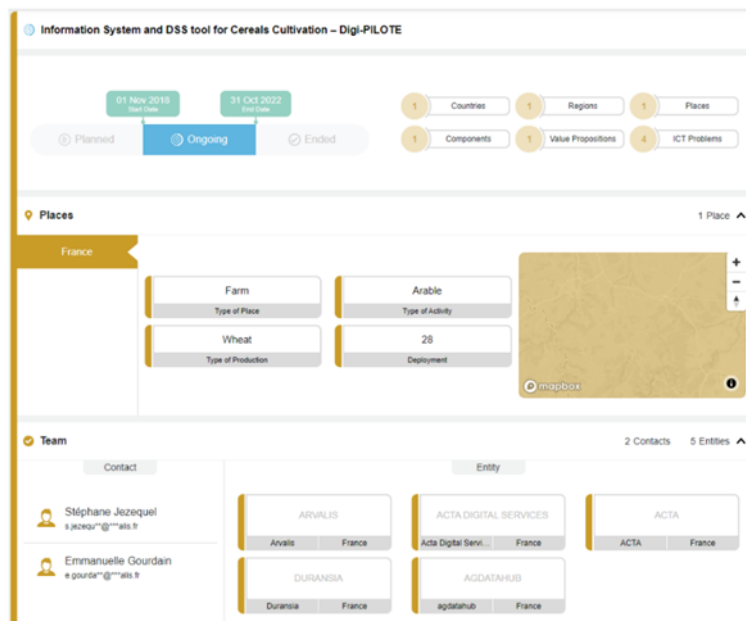 Information System and DSS tool for Cereals Cultivation – Digi-PILOTE
01 Nov 2018
Start Date
31 Oct 2022
End Date
Planned
Ongoing
Ended
1 Countries
1 Regions
1 Places
1 Components
1 Value Propositions
4 ICT Problems
Places
1 Place
France
Farm
Type of Place
Arable
Type of Activity
Wheat
Type of Production
28
Deployment
mapbox
Team
2 Contacts
5 Entities
Contact
Entity
Stéphane Jezequel
s.jezequ**@***alis.fr
Emmanuelle Gourdain
e.gourda**@***alis.fr
ARVALIS
Arvalis France
ACTA DIGITAL SERVICES
Acta Digital Servi... France
ACTA
ACTA France
DURANSIA
Duransia France
AGDATAHUB
agdatahub France